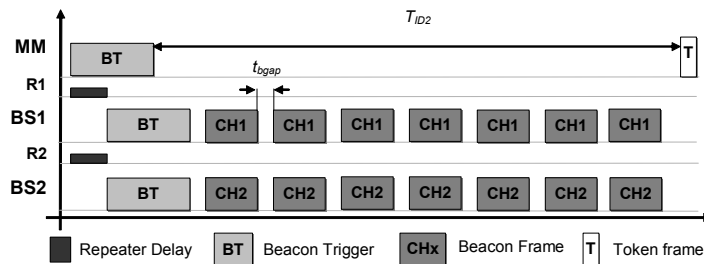 T_ID2
MM BT T
t_bgap
R1
BS1 BT CH1 CH1 CH1 CH1 CH1 CH1 CH1
R2
BS2 BT CH2 CH2 CH2 CH2 CH2 CH2 CH2
Repeater Delay BT Beacon Trigger CHx Beacon Frame T Token frame